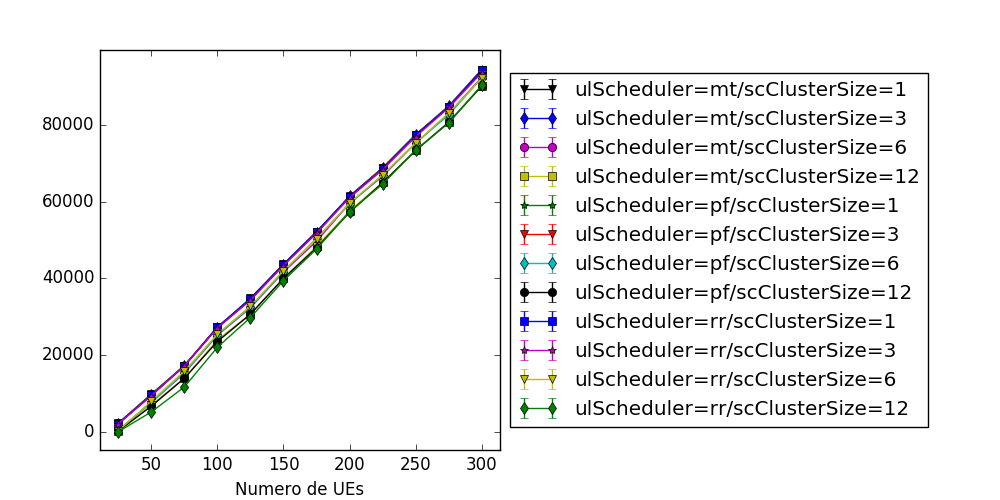 80000
60000
40000
20000
0
50 100 150 200 250 300
Numero de UEs
ulScheduler=mt/scClusterSize=1
ulScheduler=mt/scClusterSize=3
ulScheduler=mt/scClusterSize=6
ulScheduler=mt/scClusterSize=12
ulScheduler=pf/scClusterSize=1
ulScheduler=pf/scClusterSize=3
ulScheduler=pf/scClusterSize=6
ulScheduler=pf/scClusterSize=12
ulScheduler=rr/scClusterSize=1
ulScheduler=rr/scClusterSize=3
ulScheduler=rr/scClusterSize=6
ulScheduler=rr/scClusterSize=12